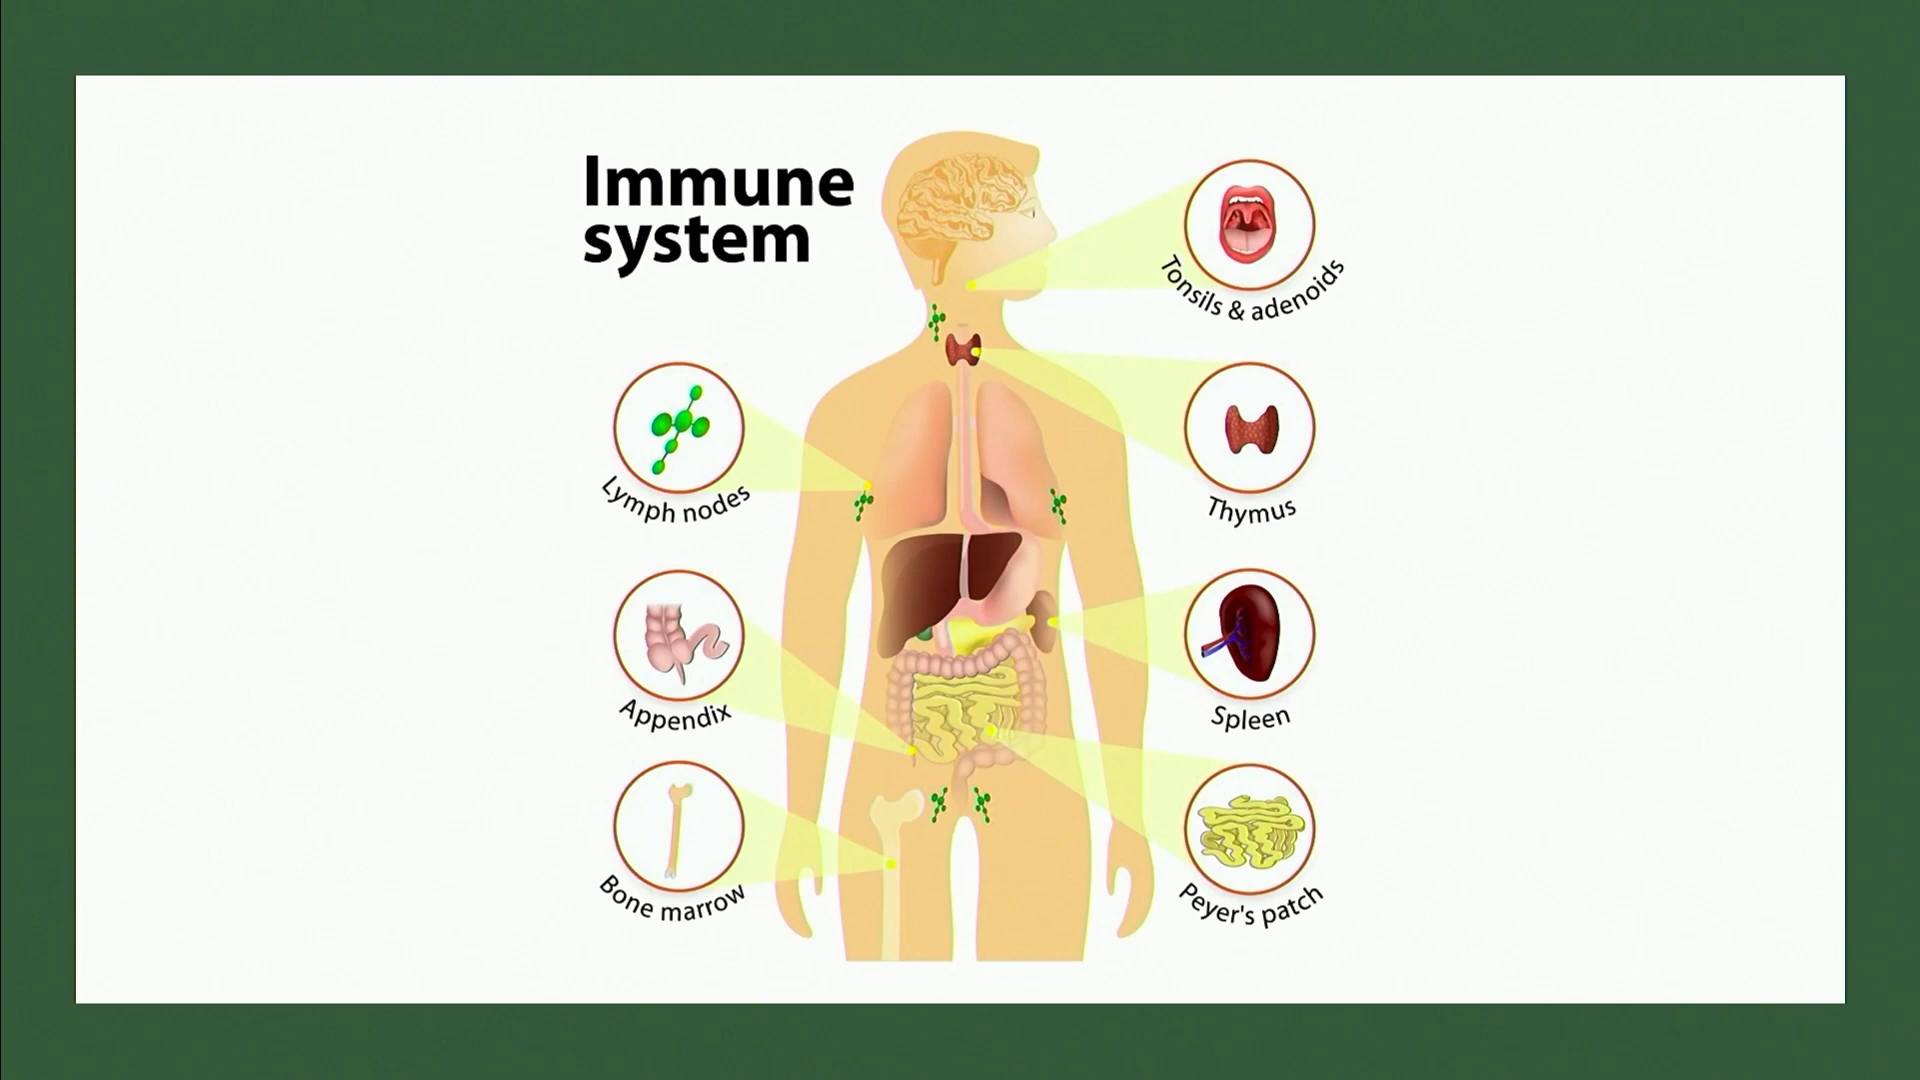 Immune
system
Tonsils & adenoids
Lymph nodes
Thymus
Appendix
Spleen
Bone marrow
Peyer's patch